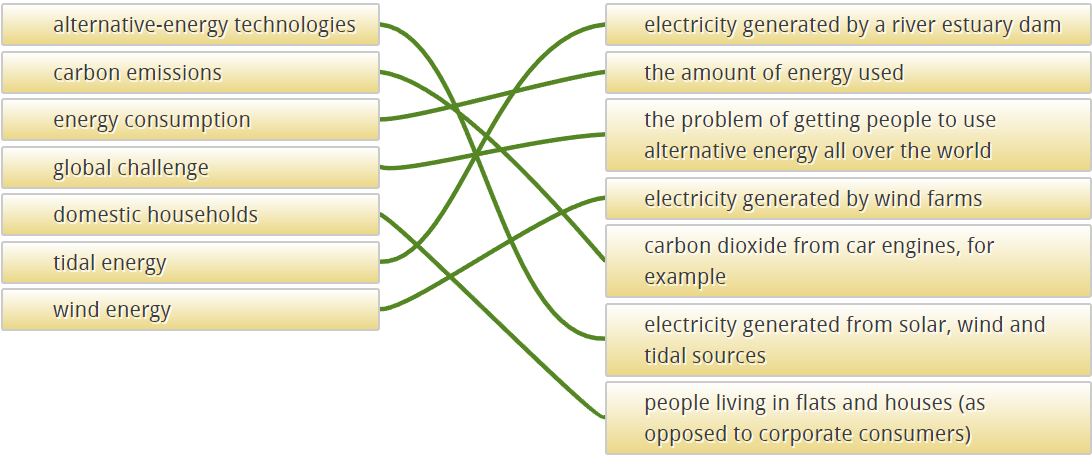 alternative-energy technologies
carbon emissions
energy consumption
global challenge
domestic households
tidal energy
wind energy
electricity generated by a river estuary dam
the amount of energy used
the problem of getting people to use
alternative energy all over the world
electricity generated by wind farms
carbon dioxide from car engines, for
example
electricity generated from solar, wind and
tidal sources
people living in flats and houses (as
opposed to corporate consumers)